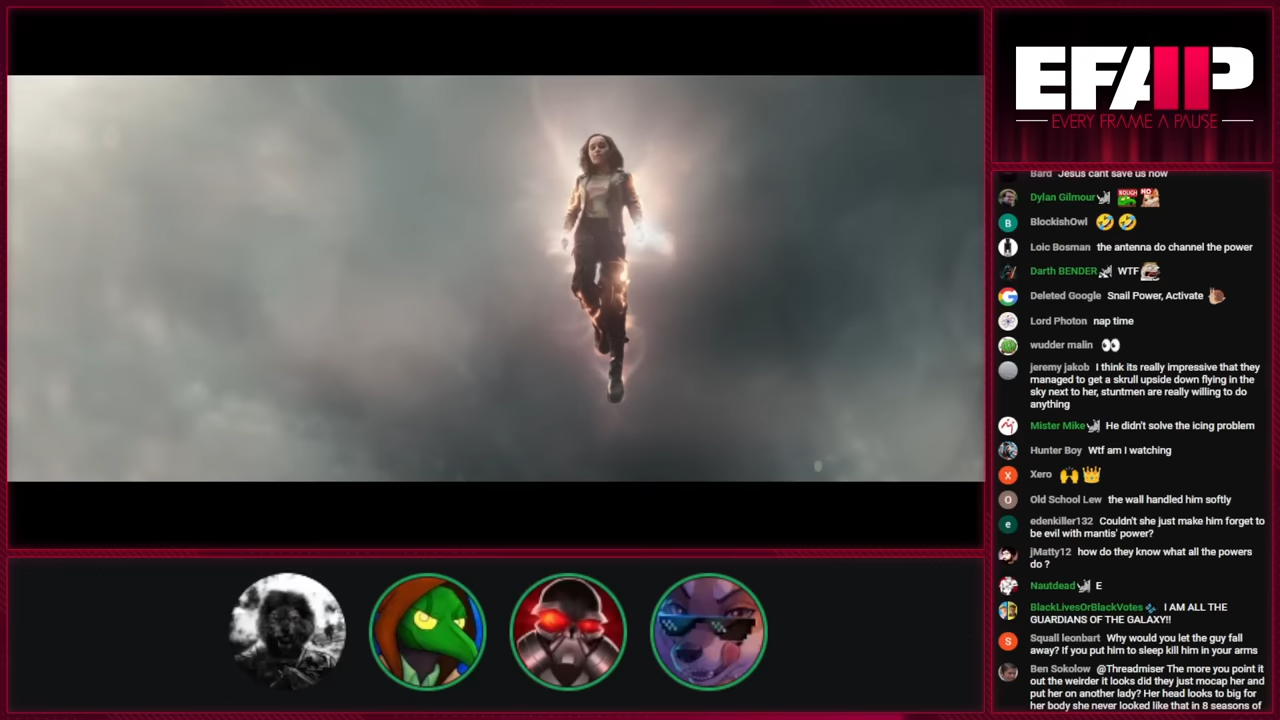 EFAP
EVERY FRAME A PAUSE
Bard Jesus cant save us now
Dylan Gilmour
B BlockishOwl
Loic Bosman the antenna do channel the power
Darth BENDER WTF
Deleted Google Snail Power, Activate
Lord Photon nap time
wudder malin
jeremy jakob I think its really impressive that they
managed to get a skrull upside down flying in the
sky next to her, stuntmen are really willing to do
anything
Mister Mike He didn't solve the icing problem
Hunter Boy Wtf am I watching
X Xero
O Old School Lew the wall handled him softly
e edenkiller132 Couldn't she just make him forget to
be evil with mantis' power?
jMatty12 how do they know what all the powers
do ?
Nautdead E
BlackLivesOrBlackVotes I AM ALL THE
GUARDIANS OF THE GALAXY!!
S Squall leonbart Why would you let the guy fall
away? If you put him to sleep kill him in your arms
Ben Sokolow @Threadmiser The more you point it
out the weirder it looks did they just mocap her and
put her on another lady? Her head looks to big for
her body she never looked like that in 8 seasons of